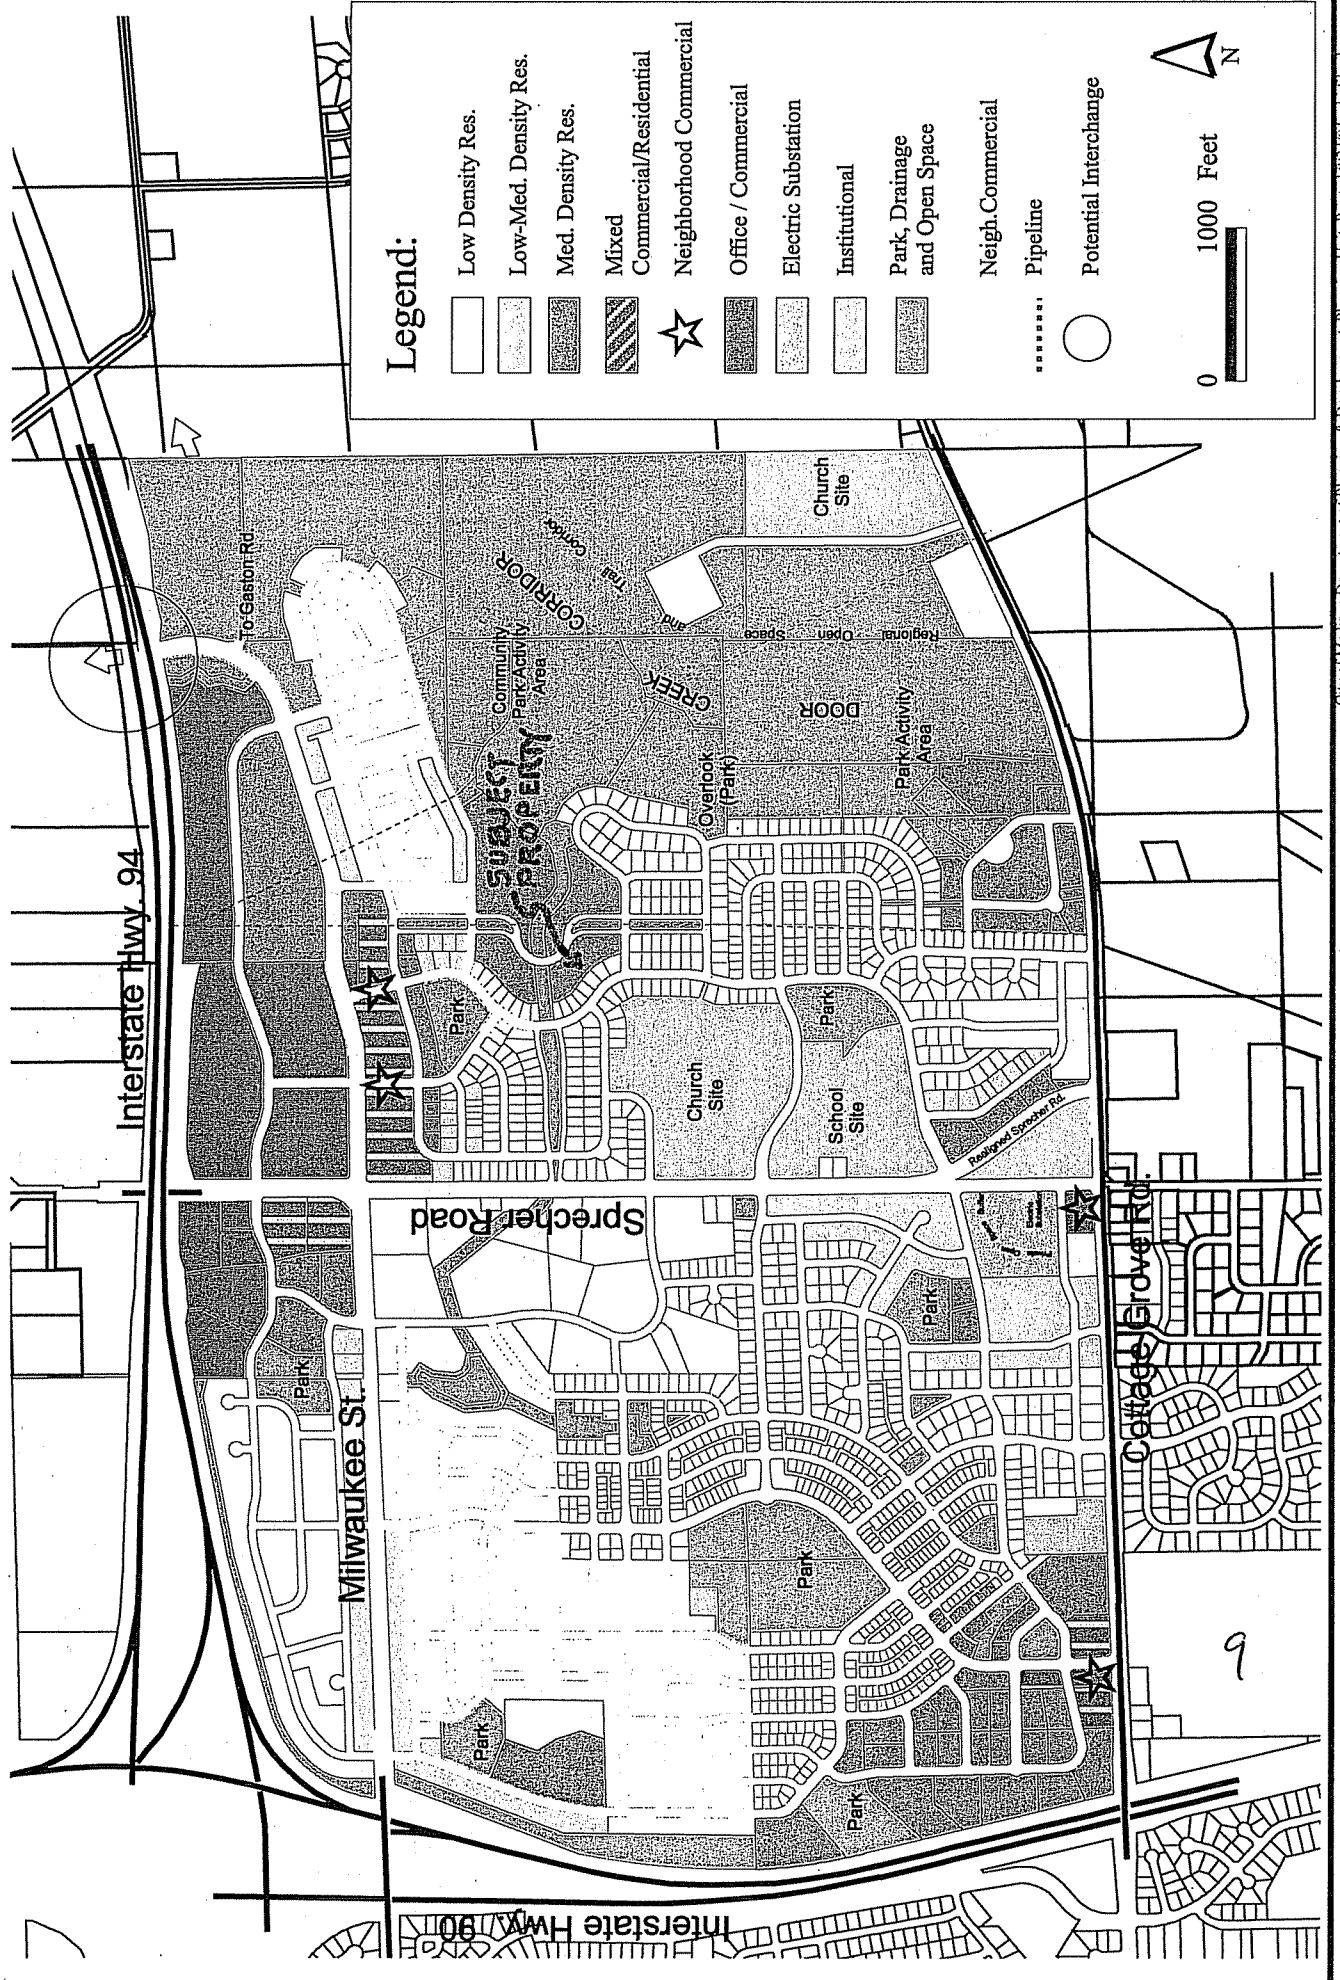 Interstate Hwy. 94
To Gaston Rd
Milwaukee St.
Park
Park
Park
Community
Park Activity
Area
SUBJECT
PROPERTY
CORRIDOR
Corridor
Trail
and
CREEK
Regional
Open
Space
DOOR
Overlook
(Park)
Park Activity
Area
Church
Site
Church
Site
School
Site
Park
Park
Park
Park
Sprecher Road
Realigned Sprecher Rd.
Interstate Hwy. 90
Cottage Grove Rd.
9
Legend:
Low Density Res.
Low-Med. Density Res.
Med. Density Res.
Mixed
Commercial/Residential
Neighborhood Commercial
Office / Commercial
Electric Substation
Institutional
Park, Drainage
and Open Space
Neigh.Commercial
Pipeline
Potential Interchange
0 1000 Feet
N